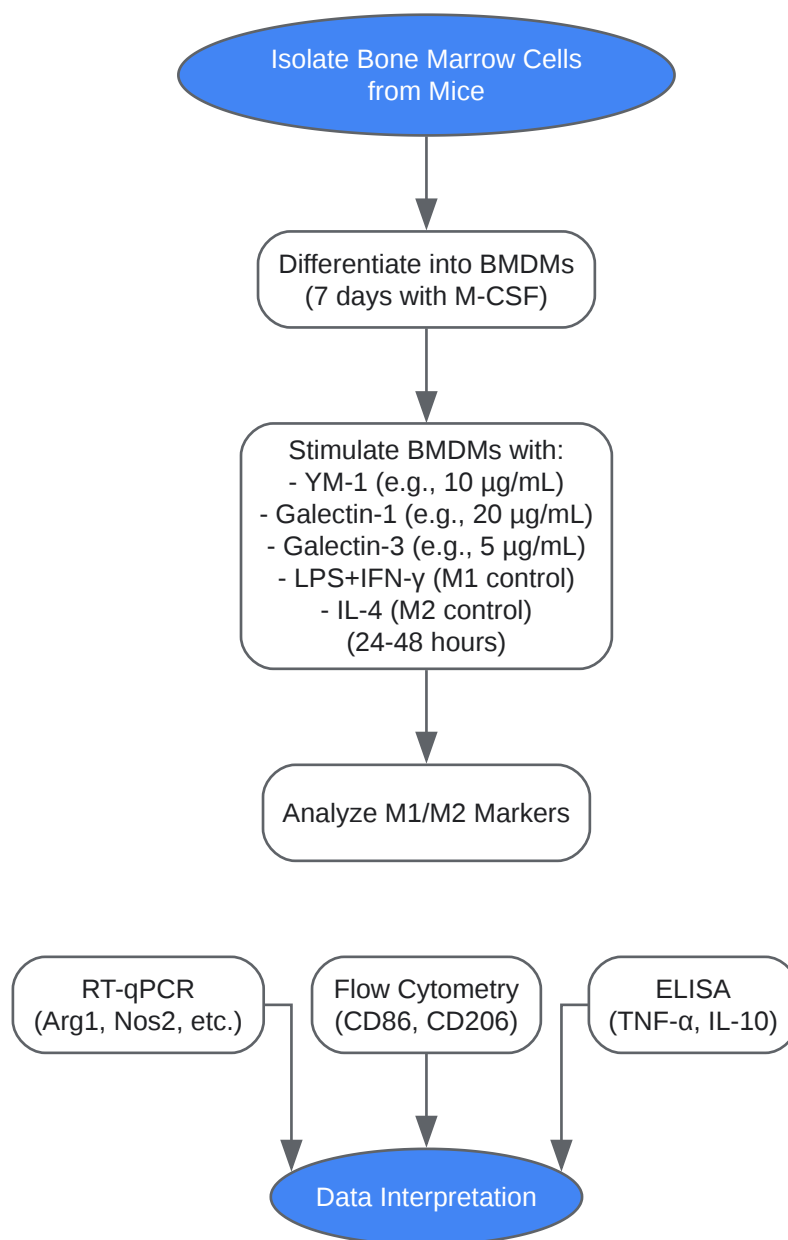 Isolate Bone Marrow Cells
from Mice
Differentiate into BMDMs
(7 days with M-CSF)
Stimulate BMDMs with:
- YM-1 (e.g., 10 µg/mL)
- Galectin-1 (e.g., 20 µg/mL)
- Galectin-3 (e.g., 5 µg/mL)
- LPS+IFN-γ (M1 control)
- IL-4 (M2 control)
(24-48 hours)
Analyze M1/M2 Markers
RT-qPCR
(Arg1, Nos2, etc.)
Flow Cytometry
(CD86, CD206)
ELISA
(TNF-α, IL-10)
Data Interpretation